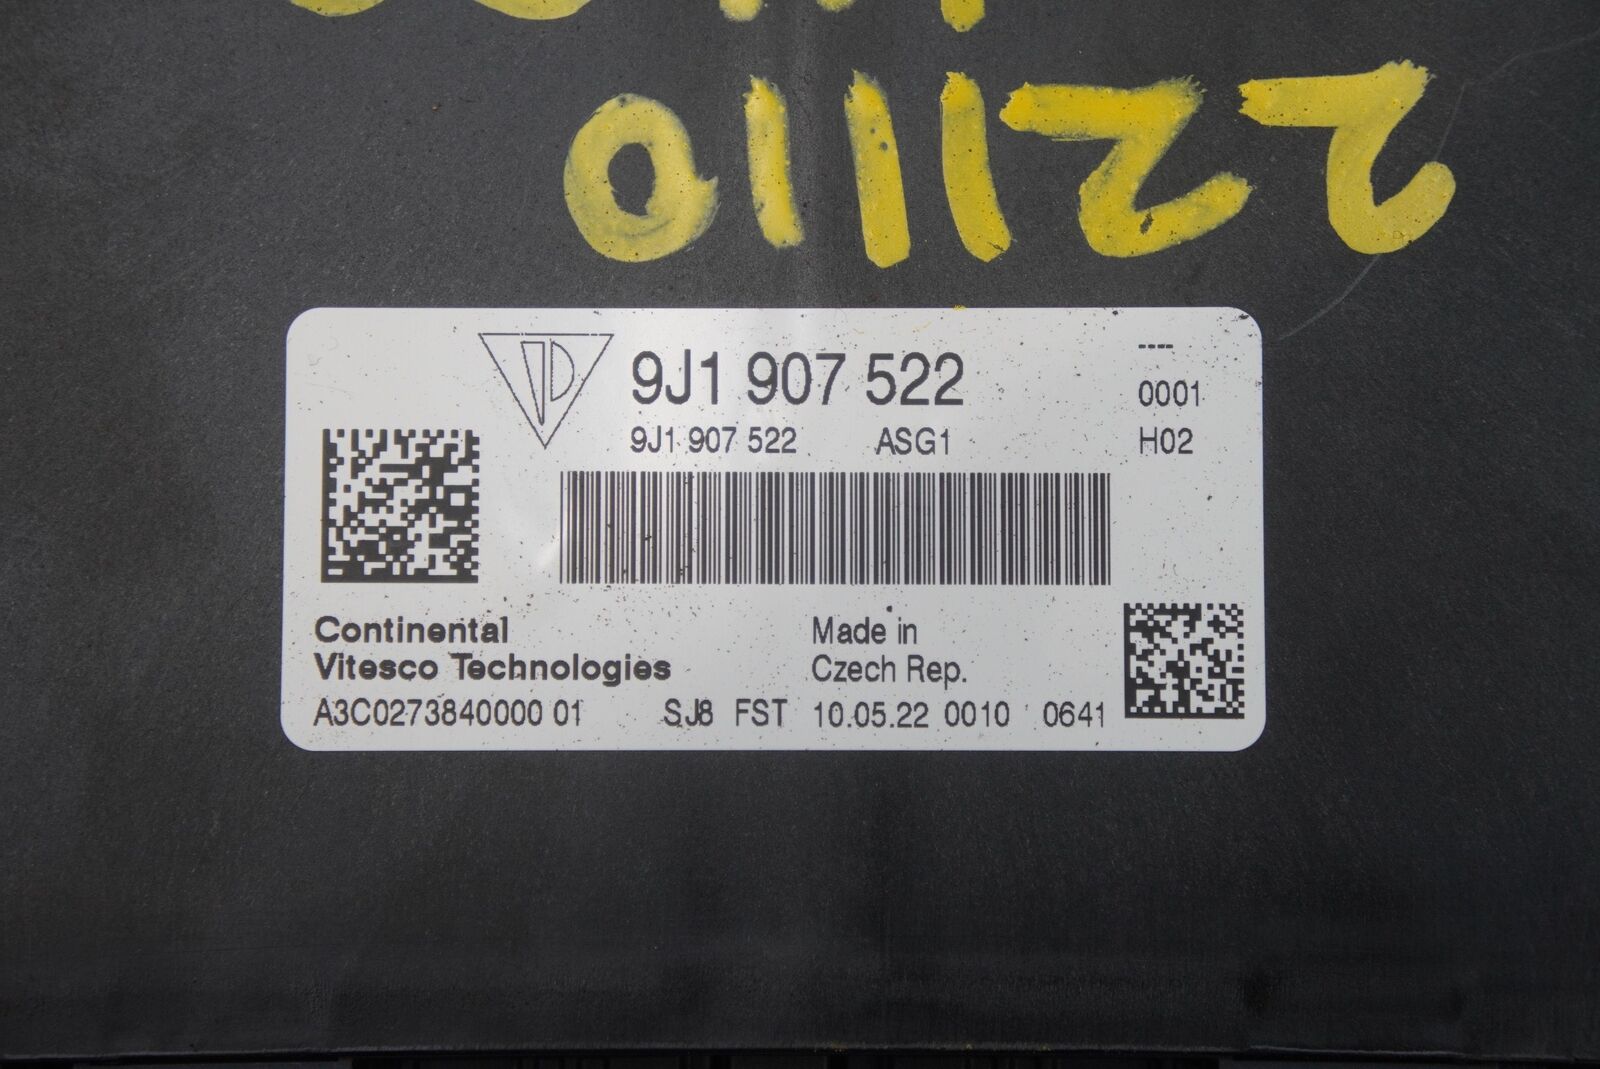 221110
9J1 907 522
----
0001
9J1 907 522 ASG1 H02
Continental
Vitesco Technologies
Made in
Czech Rep.
A3C0273840000 01 SJ8 FST 10.05.22 0010 0641